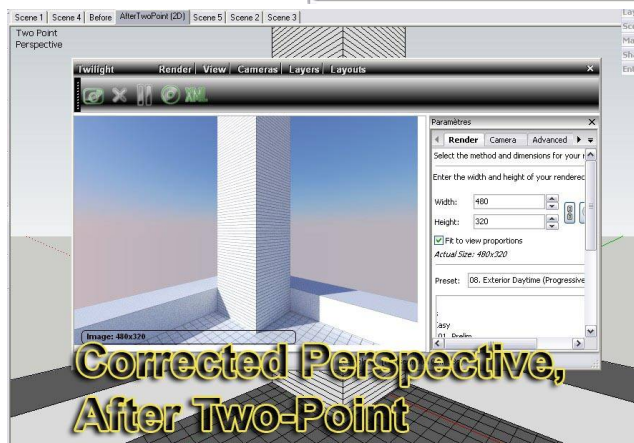 Scene 1 Scene 4 Before AfterTwoPoint (2D) Scene 5 Scene 2 Scene 3
Two Point
Perspective
Twilight Render View Cameras Layers Layouts
XML
Paramètres
Render Camera Advanced
Select the method and dimensions for your
Enter the width and height of your rendered
Width: 480
Height: 320
Fit to view proportions
Actual Size: 480x320
Preset: 08. Exterior Daytime (Progressive
Easy
01. Prelim
Image: 480x320
Corrected Perspective,
After Two-Point